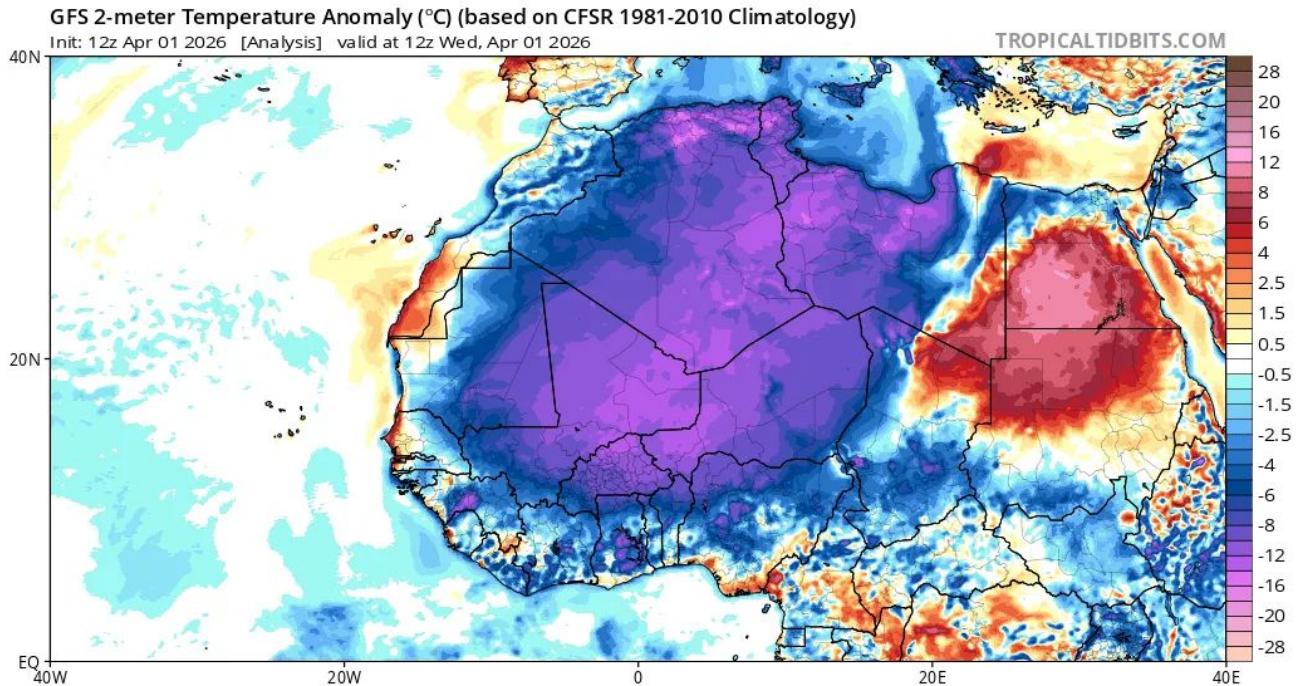 GFS 2-meter Temperature Anomaly (°C) (based on CFSR 1981-2010 Climatology)
Init: 12z Apr 01 2026 [Analysis] valid at 12z Wed, Apr 01 2026
TROPICALTIDBITS.COM
40N
20N
EQ
40W
20W
0
20E
40E
28
20
16
12
8
6
4
2.5
1.5
0.5
-0.5
-1.5
-2.5
-4
-6
-8
-12
-16
-20
-28